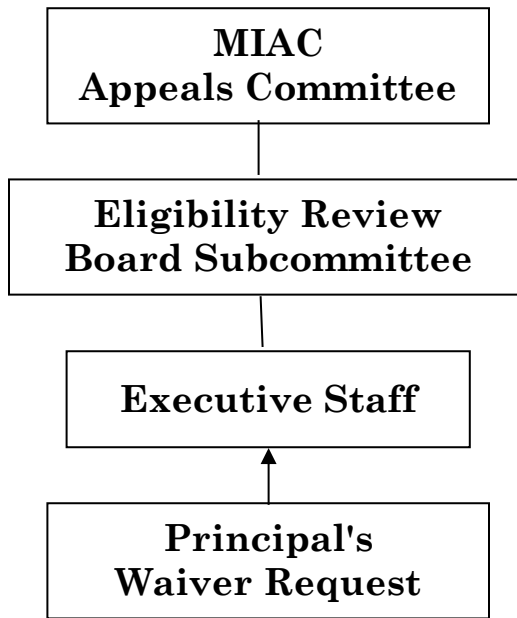 MIAC
Appeals Committee
Eligibility Review
Board Subcommittee
Executive Staff
Principal's
Waiver Request